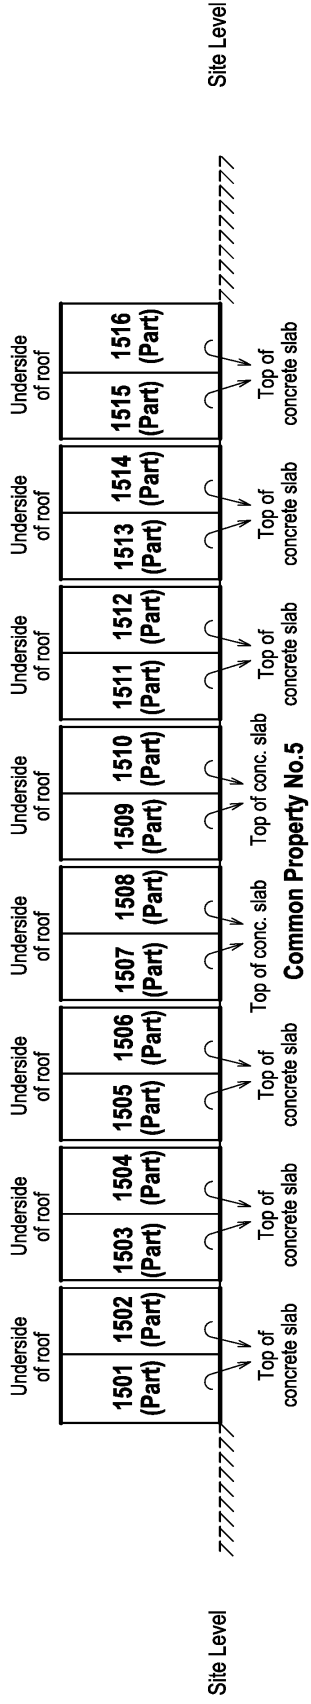 Underside
of roof
Underside
of roof
Underside
of roof
Underside
of roof
Underside
of roof
Underside
of roof
Underside
of roof
Underside
of roof
1501
(Part)
1502
(Part)
1503
(Part)
1504
(Part)
1505
(Part)
1506
(Part)
1507
(Part)
1508
(Part)
1509
(Part)
1510
(Part)
1511
(Part)
1512
(Part)
1513
(Part)
1514
(Part)
1515
(Part)
1516
(Part)
Site Level
Site Level
Top of
concrete slab
Top of
concrete slab
Top of
concrete slab
Top of conc. slab
Top of conc. slab
Top of
concrete slab
Top of
concrete slab
Top of
concrete slab
Common Property No.5